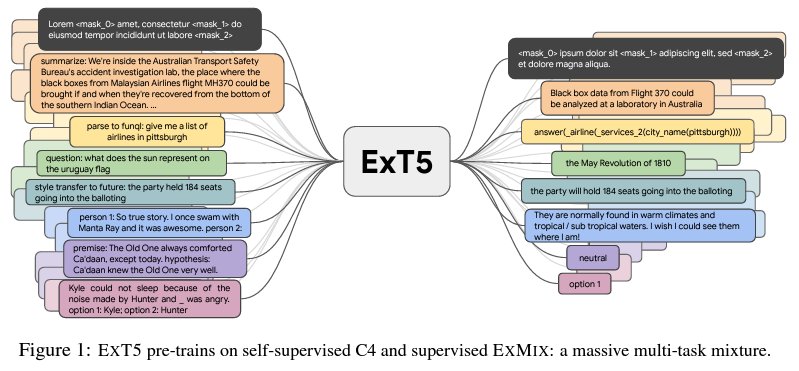 Lorem <mask_0> amet, consectetur <mask_1> do
eiusmod tempor incididunt ut labore <mask_2>
summarize: We're inside the Australian Transport Safety
Bureau's accident investigation lab, the place where the
black boxes from Malaysian Airlines flight MH370 could be
brought if and when they're recovered from the bottom of
the southern Indian Ocean. ...
parse to funql: give me a list of
airlines in pittsburgh
question: what does the sun represent on
the uruguay flag
style transfer to future: the party held 184 seats
going into the balloting
person 1: So true story. I once swam with
Manta Ray and it was awesome. person 2:
premise: The Old One always comforted
Ca'daan, except today. hypothesis:
Ca'daan knew the Old One very well.
Kyle could not sleep because of the
noise made by Hunter and _ was angry.
option 1: Kyle; option 2: Hunter
ExT5
<mask_0> ipsum dolor sit <mask_1> adipiscing elit, sed <mask_2>
et dolore magna aliqua.
Black box data from Flight 370 could
be analyzed at a laboratory in Australia
answer(_airline(_services_2(city_name(pittsburgh))))
the May Revolution of 1810
the party will hold 184 seats going into the balloting
They are normally found in warm climates and
tropical / sub tropical waters. I wish I could see them
where I am!
neutral
option 1
Figure 1: EXT5 pre-trains on self-supervised C4 and supervised EXMIX: a massive multi-task mixture.